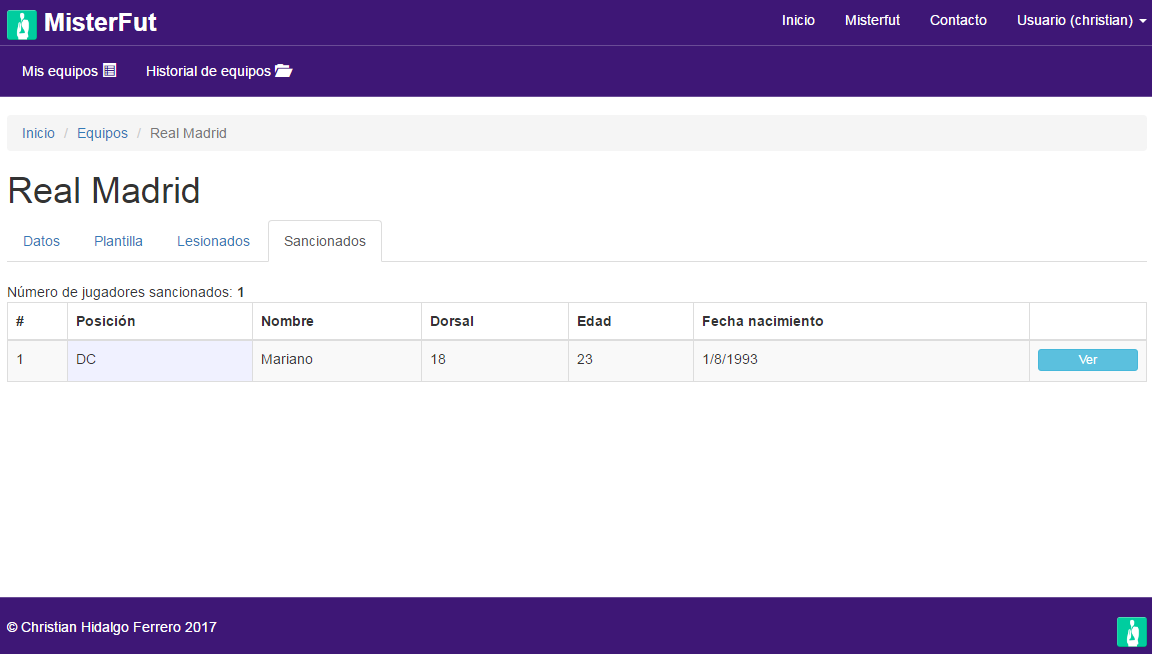 MisterFut
Inicio Misterfut Contacto Usuario (christian)
Mis equipos Historial de equipos
Inicio / Equipos / Real Madrid
Real Madrid
Datos Plantilla Lesionados Sancionados
Número de jugadores sancionados: 1
# Posición Nombre Dorsal Edad Fecha nacimiento
1 DC Mariano 18 23 1/8/1993 Ver
© Christian Hidalgo Ferrero 2017